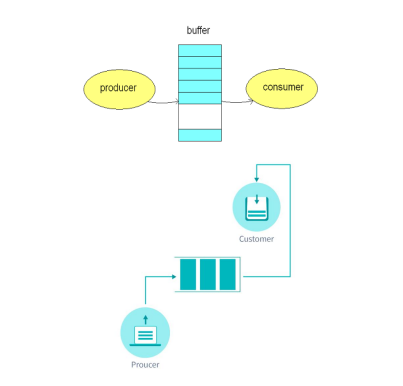 buffer
producer
consumer
Customer
Proucer